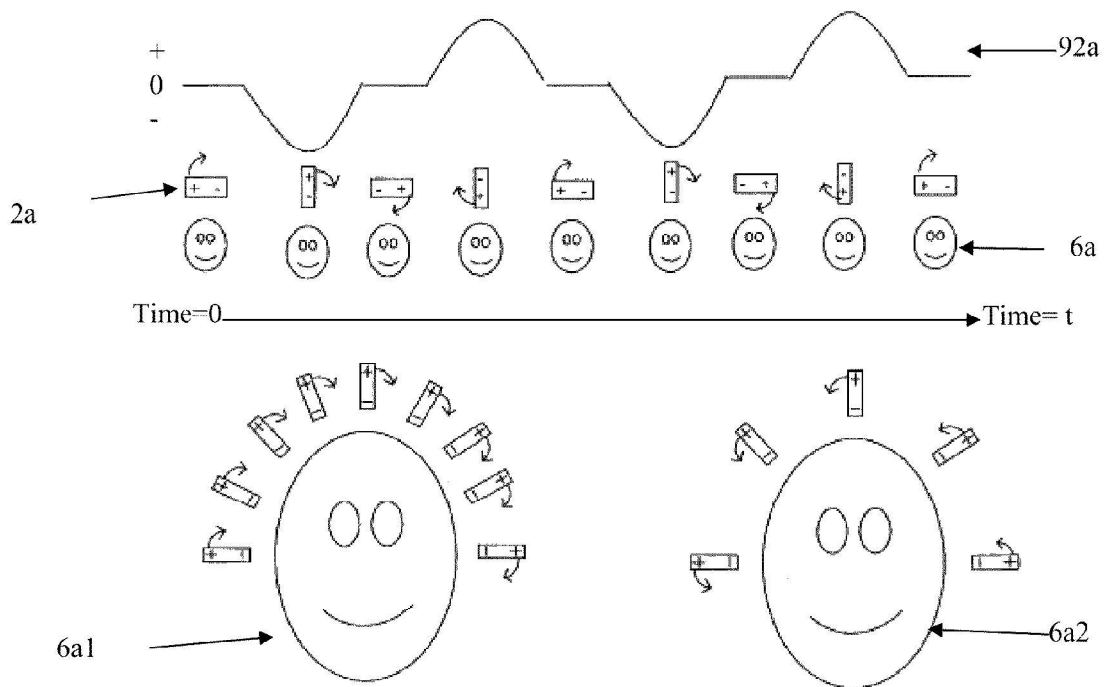 +
92a
0
-
+ - + - - + - + + - + - - + - + + -
2a
6a
Time=0
Time= t
+ + + + + + + + +
+ + + + +
6a1
6a2